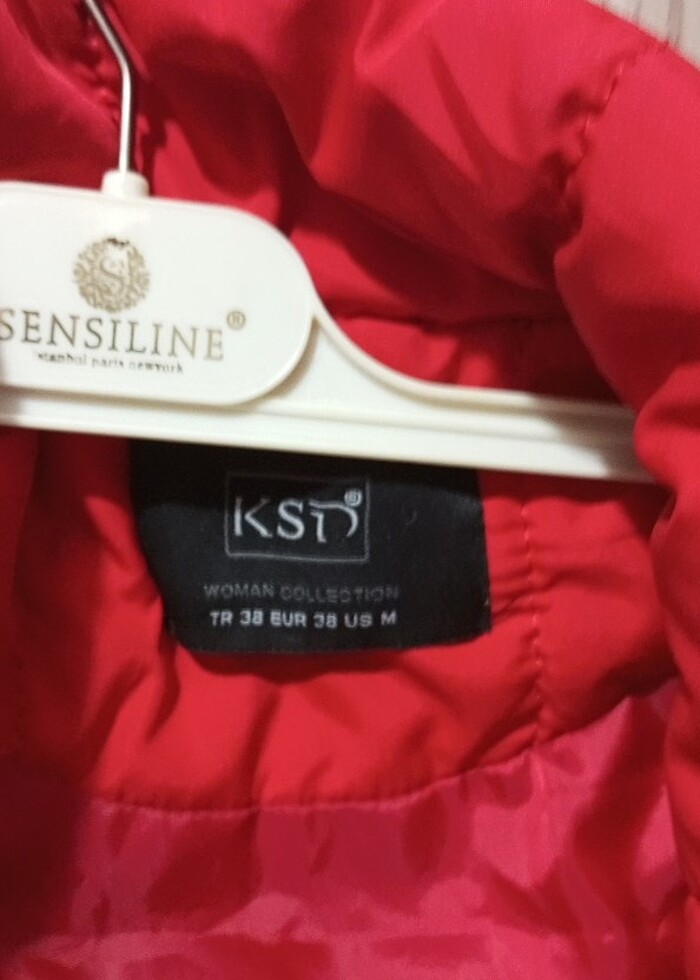 SENSILINE®
istanbul paris newyork
KSD®
WOMAN COLLECTION
TR 38 EUR 38 US M